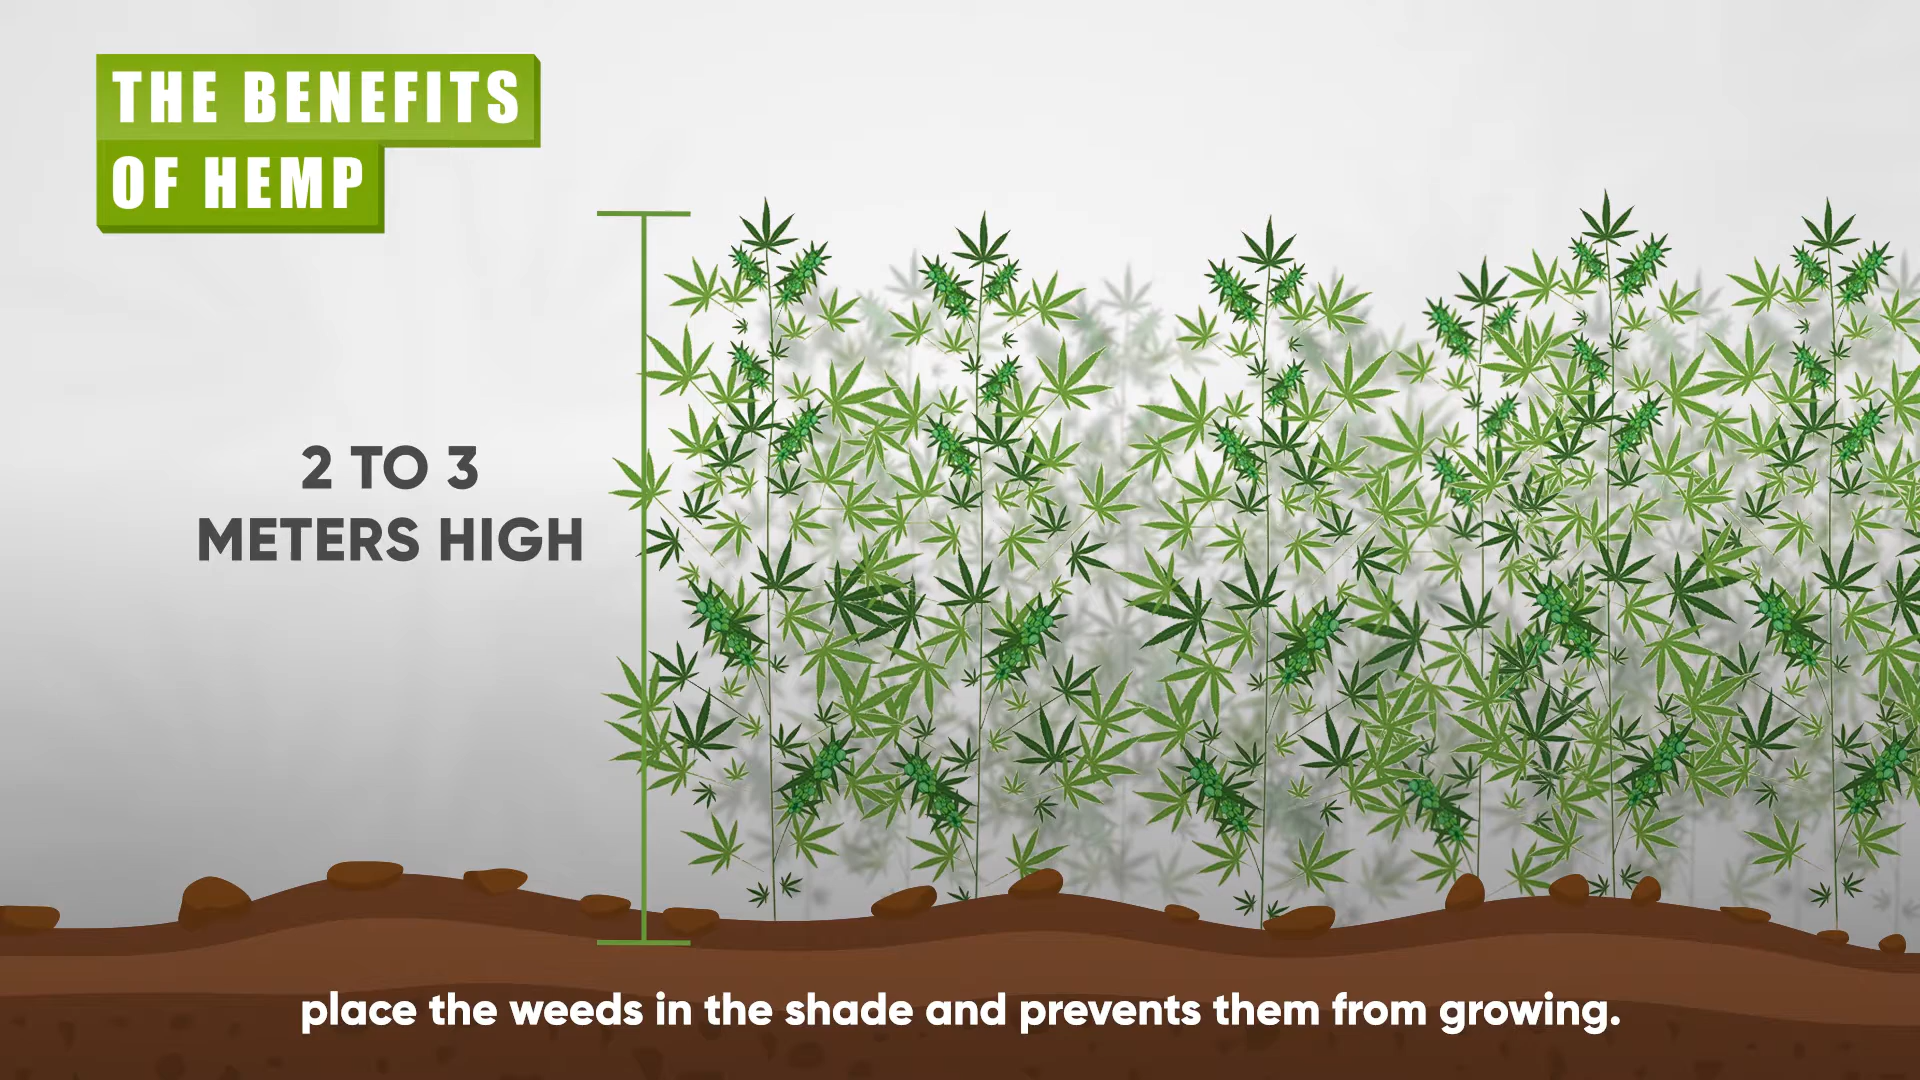 THE BENEFITS
OF HEMP
2 TO 3
METERS HIGH
place the weeds in the shade and prevents them from growing.